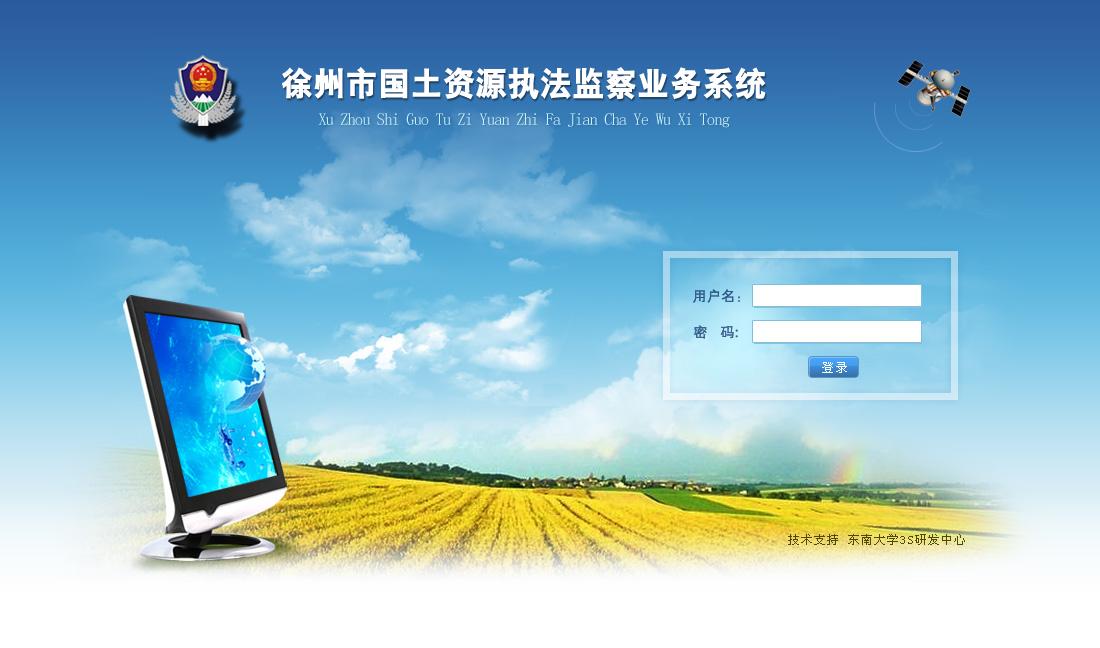 徐州市国土资源执法监察业务系统
Xu Zhou Shi Guo Tu Zi Yuan Zhi Fa Jian Cha Ye Wu Xi Tong
用户名：
密 码:
登录
技术支持 东南大学3S研发中心